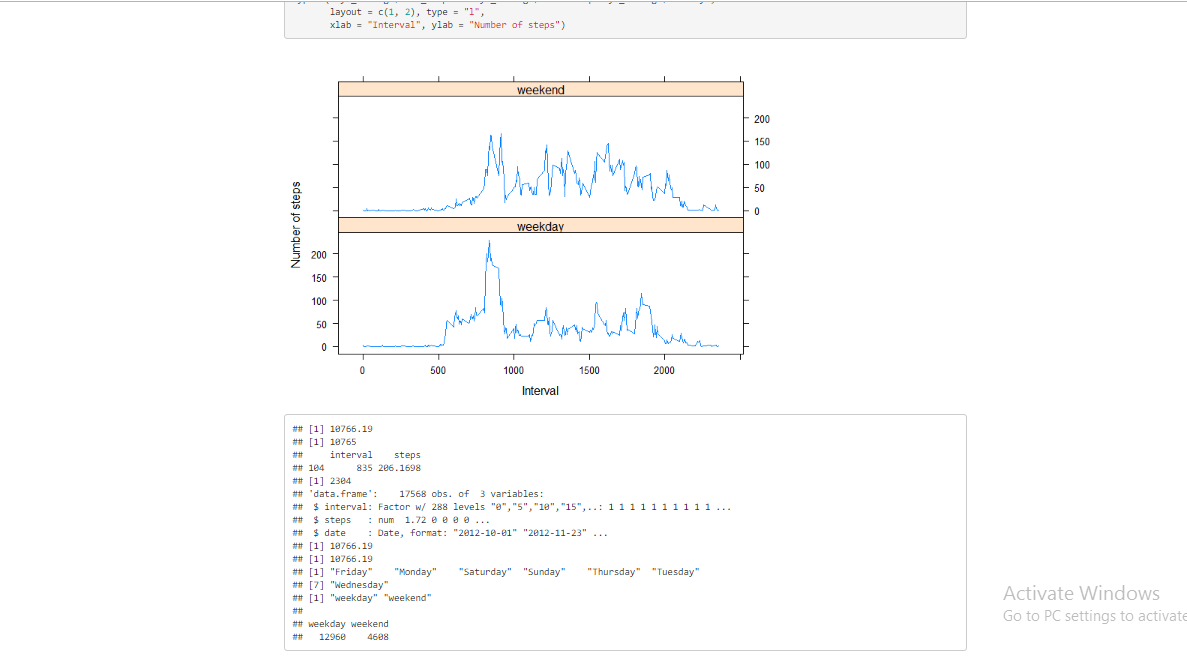 layout = c(1, 2), type = "l",
xlab = "Interval", ylab = "Number of steps")
weekend
200
150
100
50
0
Number of steps
weekday
200
150
100
50
0
0 500 1000 1500 2000
Interval
## [1] 10766.19
## [1] 10765
##     interval    steps
## 104      835 206.1698
## [1] 2304
## 'data.frame':    17568 obs. of  3 variables:
##  $ interval: Factor w/ 288 levels "0","5","10","15",..: 1 1 1 1 1 1 1 1 1 1 ...
##  $ steps   : num  1.72 0 0 0 0 ...
##  $ date    : Date, format: "2012-10-01" "2012-11-23" ...
## [1] 10766.19
## [1] 10766.19
## [1] "Friday"    "Monday"    "Saturday"  "Sunday"    "Thursday"  "Tuesday"
## [7] "Wednesday"
## [1] "weekday" "weekend"
##
## weekday weekend
##   12960    4608
Activate Windows
Go to PC settings to activate